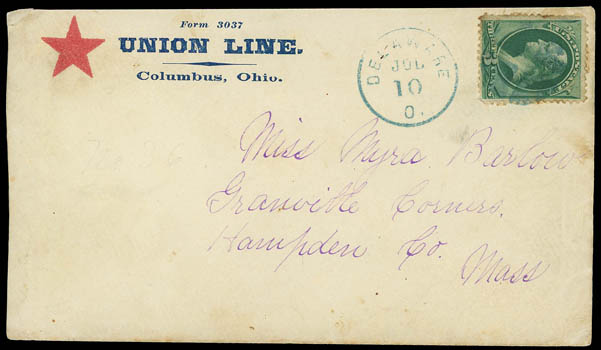 Form 3037
UNION LINE.
Columbus, Ohio.
DELAWARE
JUL
10
O.
Miss Myra Barlow
Granville Corners.
Hampden Co.
Mass